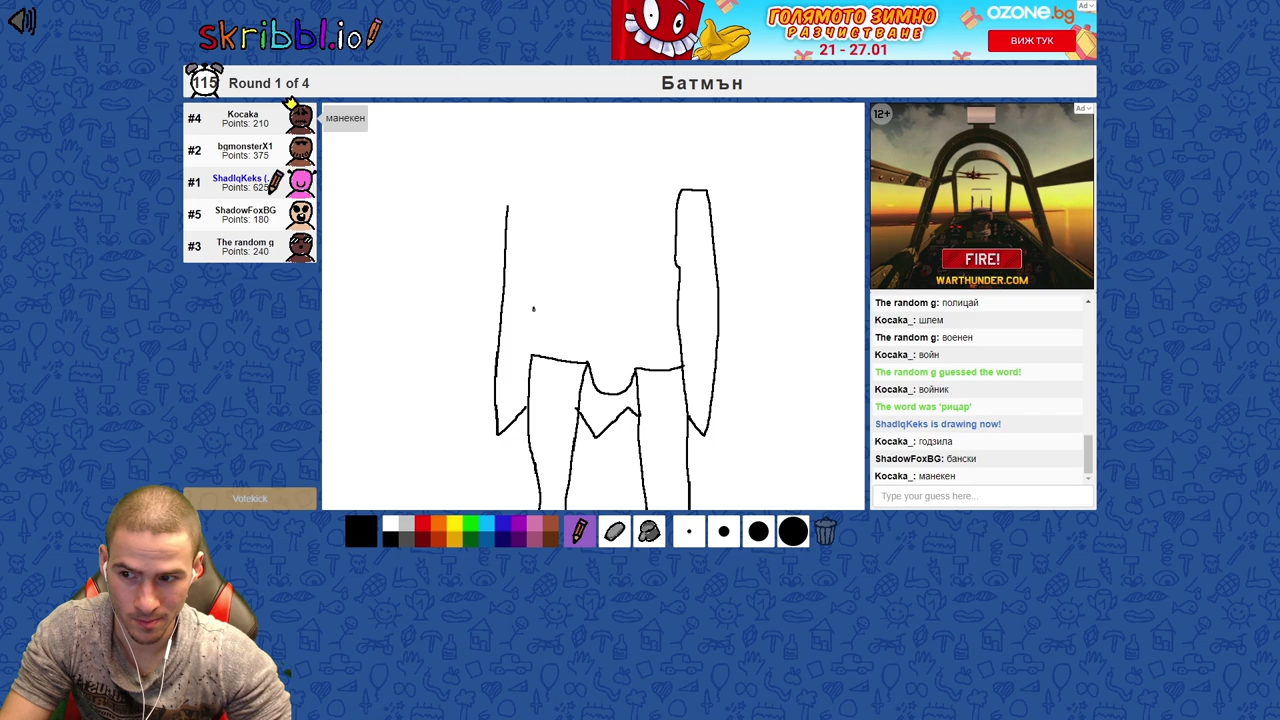 skribbl.io
ГОЛЯМОТО ЗИМНО
РАЗЧИСТВАНЕ
21 - 27.01
OZONE.bg
ВИЖ ТУК
Ad
115
Round 1 of 4
Батмън
#4
Kocaka
Points: 210
#2
bgmonsterX1
Points: 375
#1
ShadIqKeks (.
Points: 625
#5
ShadowFoxBG
Points: 180
#3
The random g
Points: 240
манекен
12+
Ad
FIRE!
WARTHUNDER.COM
The random g: полицай
Kocaka_: шлем
The random g: военен
Kocaka_: войн
The random g guessed the word!
Kocaka_: войник
The word was 'рицар'
ShadIqKeks is drawing now!
Kocaka_: годзила
ShadowFoxBG: бански
Kocaka_: манекен
Type your guess here...
Votekick